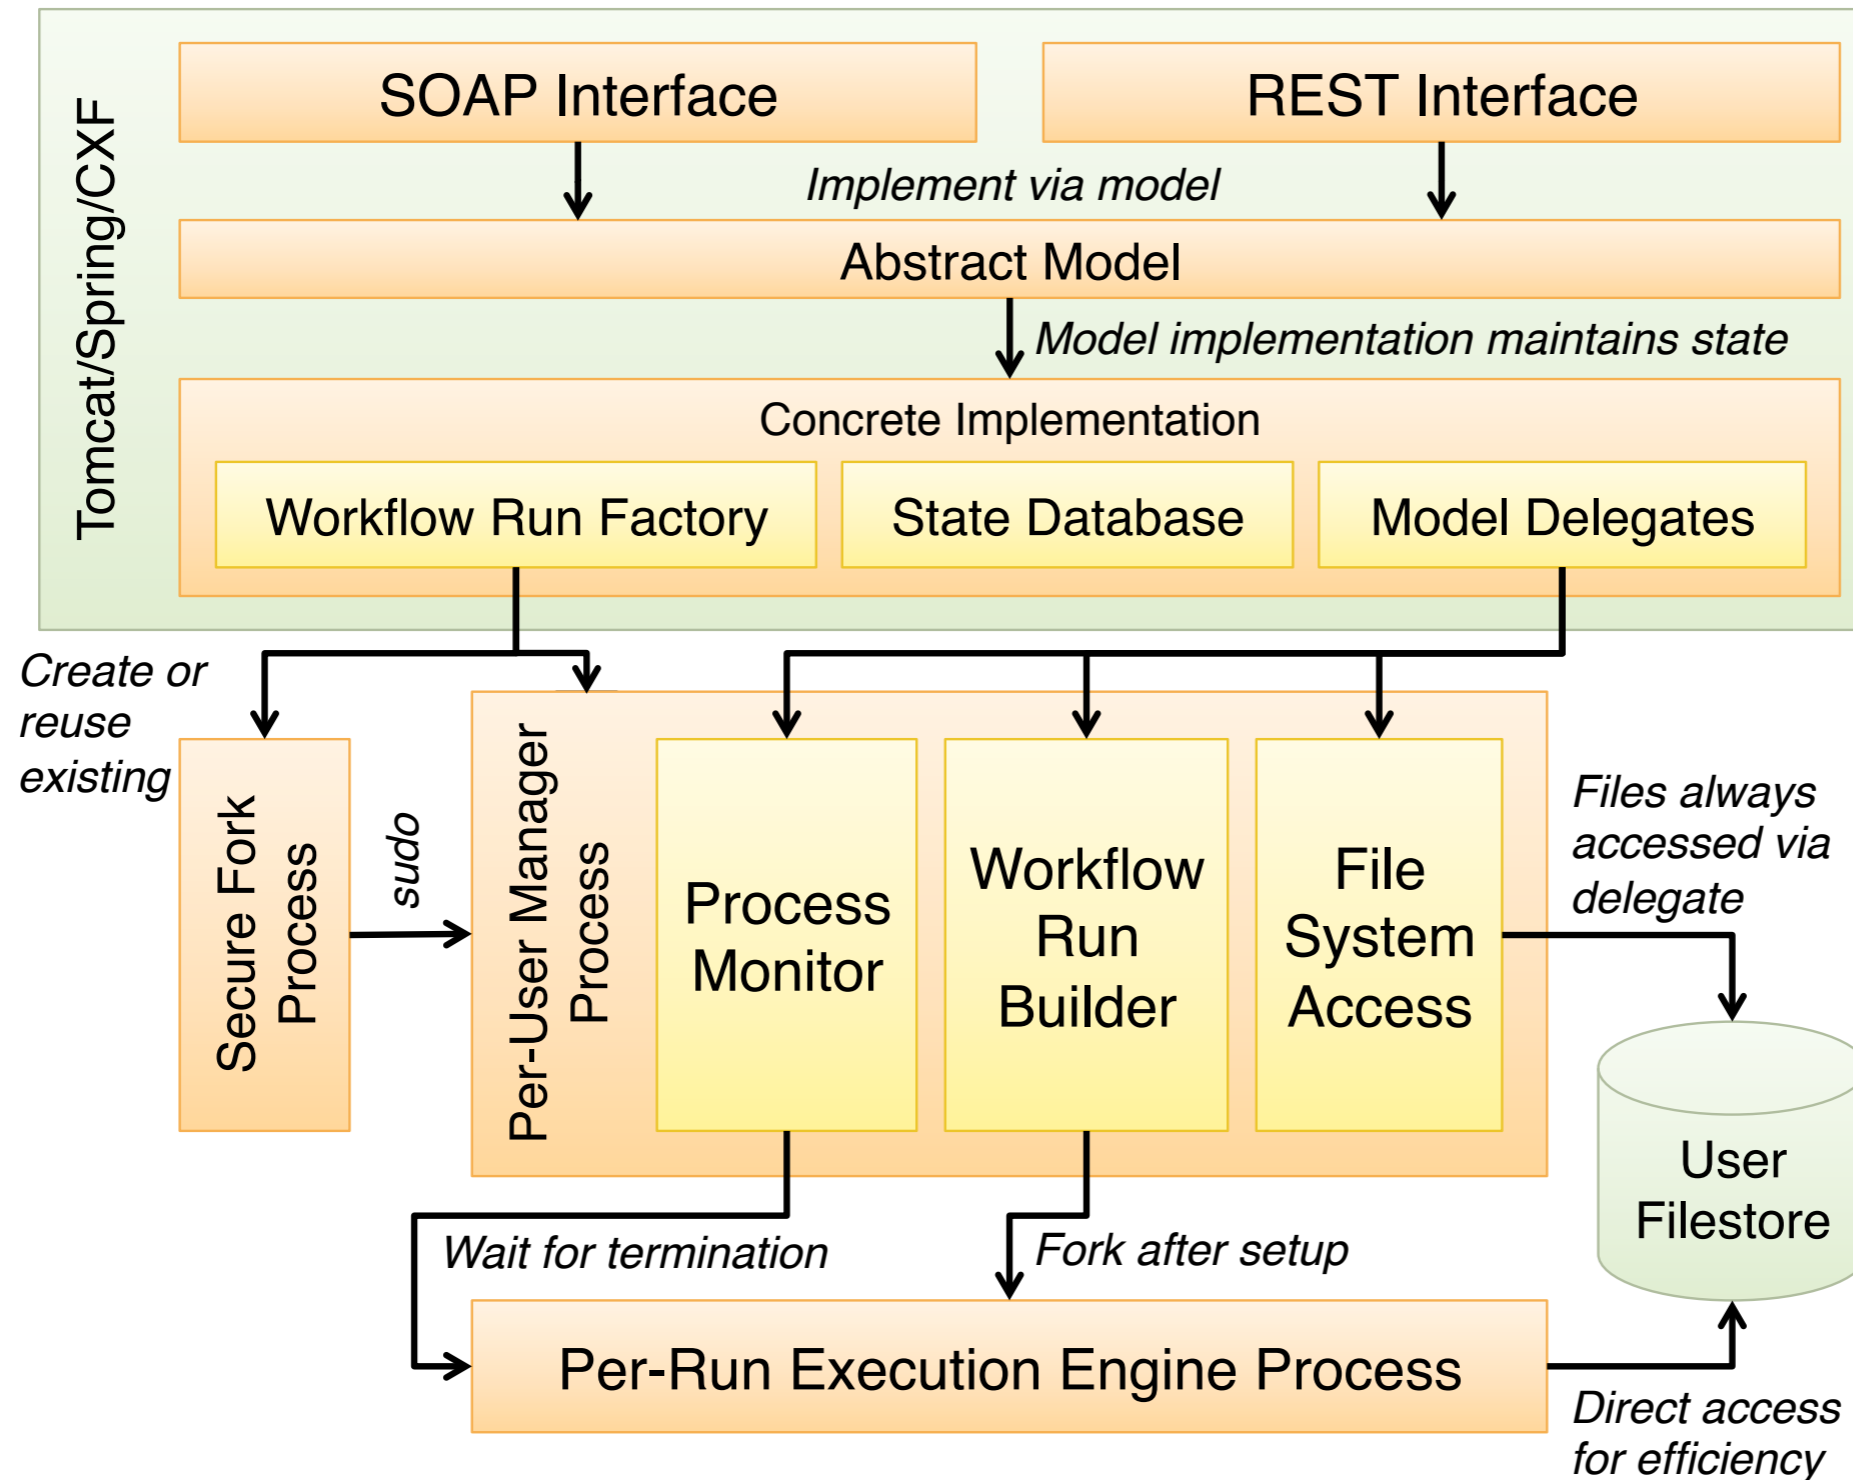 Tomcat/Spring/CXF
SOAP Interface
REST Interface
Implement via model
Abstract Model
Model implementation maintains state
Concrete Implementation
Workflow Run Factory
State Database
Model Delegates
Create or
reuse
existing
Secure Fork
Process
sudo
Per-User Manager
Process
Process
Monitor
Workflow
Run
Builder
File
System
Access
Files always
accessed via
delegate
User
Filestore
Wait for termination
Fork after setup
Per-Run Execution Engine Process
Direct access
for efficiency